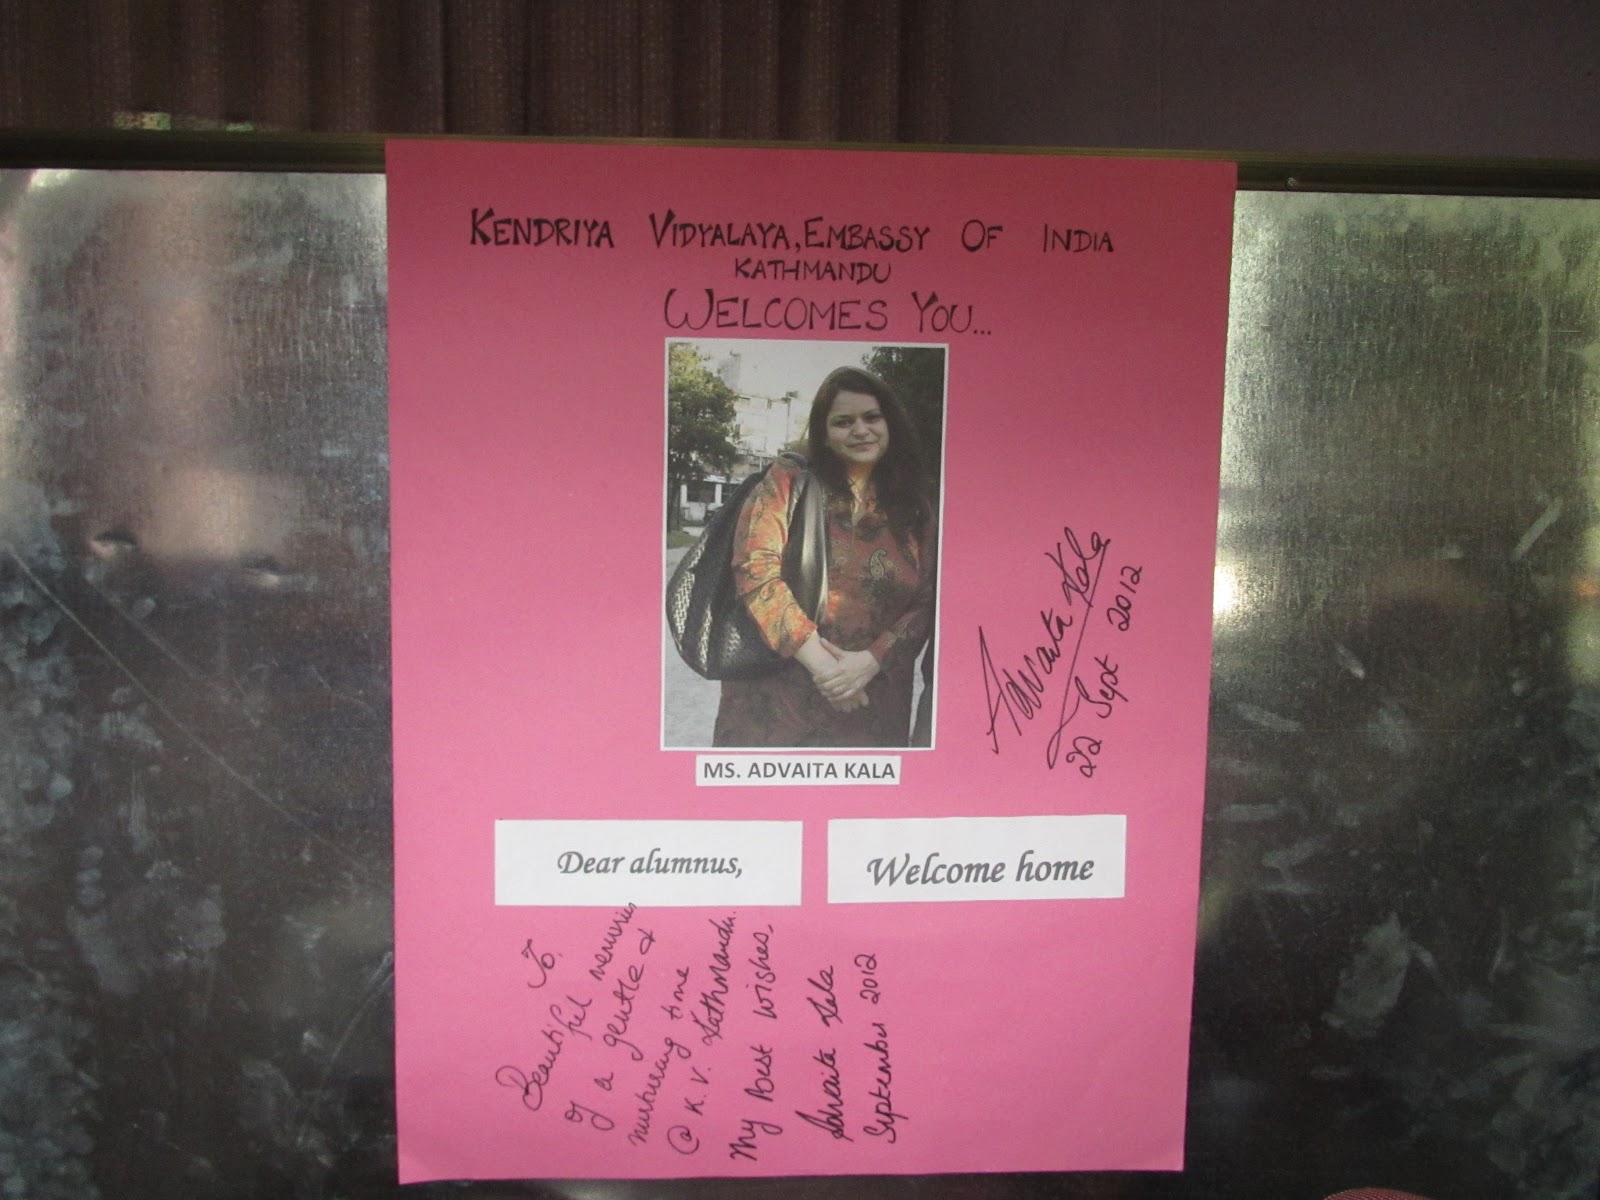 KENDRIYA VIDYALAYA, EMBASSY OF INDIA
KATHMANDU
WELCOMES YOU...
MS. ADVAITA KALA
Advaita Kala
22 Sept 2012
Dear alumnus,
Welcome home
To,
Beautiful memories
of a gentle &
nurturing time
@ K. V. Kathmandu.
My best wishes,
Advaita Kala
September 2012